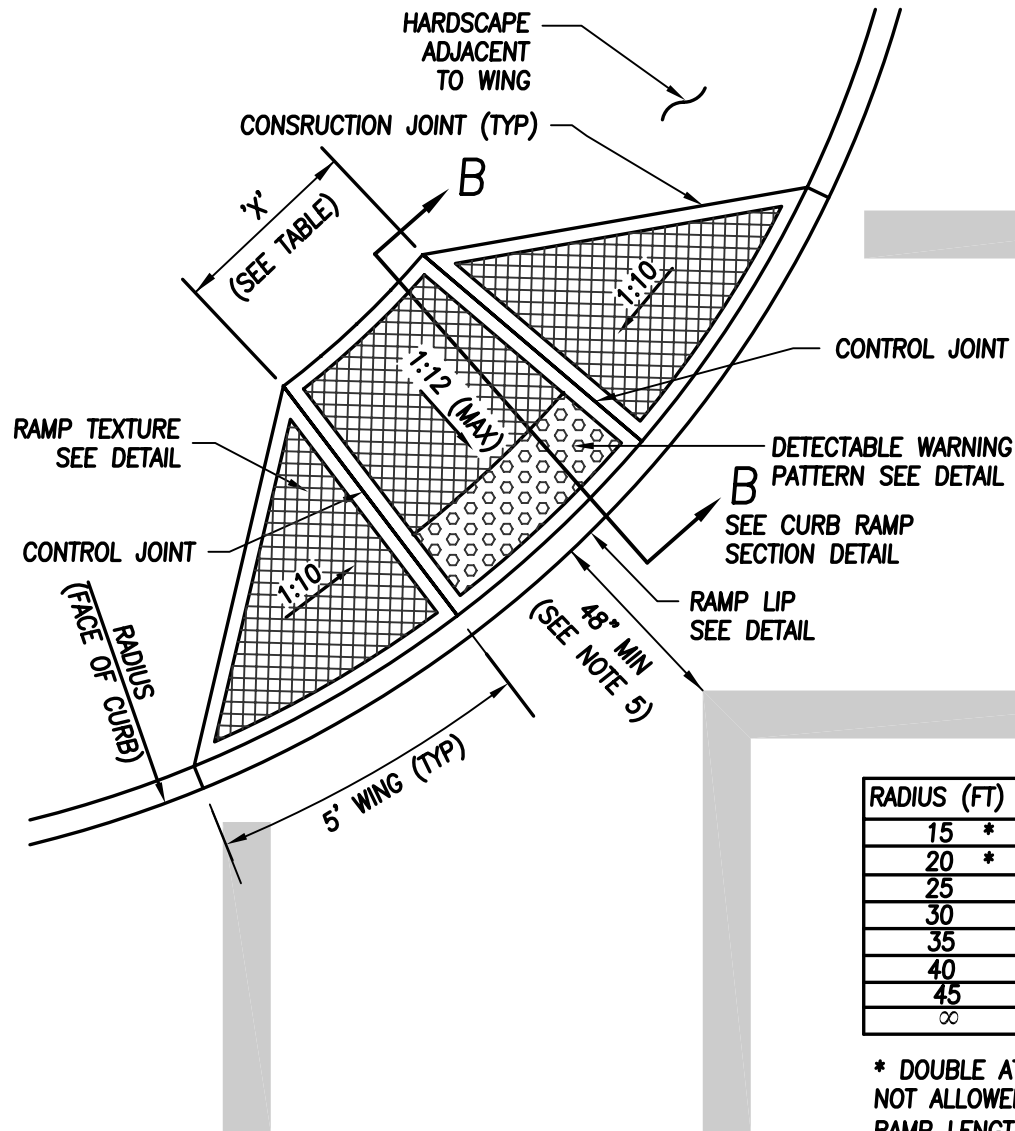 HARDSCAPE
ADJACENT
TO WING
CONSRUCTION JOINT (TYP)
B
'X'
(SEE TABLE)
1:10
CONTROL JOINT
1:12 (MAX)
RAMP TEXTURE
SEE DETAIL
DETECTABLE WARNING
PATTERN SEE DETAIL
B
SEE CURB RAMP
SECTION DETAIL
CONTROL JOINT
1:10
RAMP LIP
SEE DETAIL
48" MIN
(SEE NOTE 5)
RADIUS
(FACE OF CURB)
5' WING (TYP)
RADIUS (FT)
15 *
20 *
25
30
35
40
45
∞
* DOUBLE AT
NOT ALLOWE
RAMP LENGT